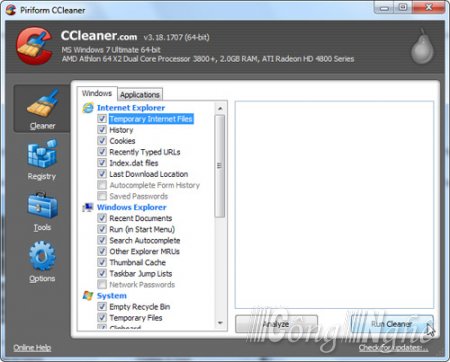 Piriform CCleaner
CCleaner.com v3.18.1707 (64-bit)
MS Windows 7 Ultimate 64-bit
AMD Athlon 64 X2 Dual Core Processor 3800+, 2.0GB RAM, ATI Radeon HD 4800 Series
Cleaner
Registry
Tools
Options
Windows
Applications
Internet Explorer
Temporary Internet Files
History
Cookies
Recently Typed URLs
Index.dat files
Last Download Location
Autocomplete Form History
Saved Passwords
Windows Explorer
Recent Documents
Run (in Start Menu)
Search Autocomplete
Other Explorer MRUs
Thumbnail Cache
Taskbar Jump Lists
Network Passwords
System
Empty Recycle Bin
Temporary Files
Clipboard
Analyze
Run Cleaner
Công Nghệ
Online Help
Check for updates...